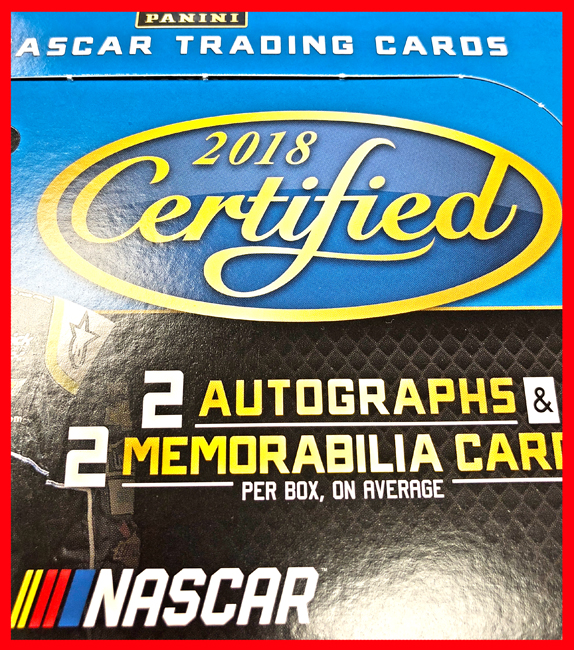 PANINI
ASCAR TRADING CARDS
2018
Certified
2 AUTOGRAPHS &
2 MEMORABILIA CARD
PER BOX, ON AVERAGE
NASCAR